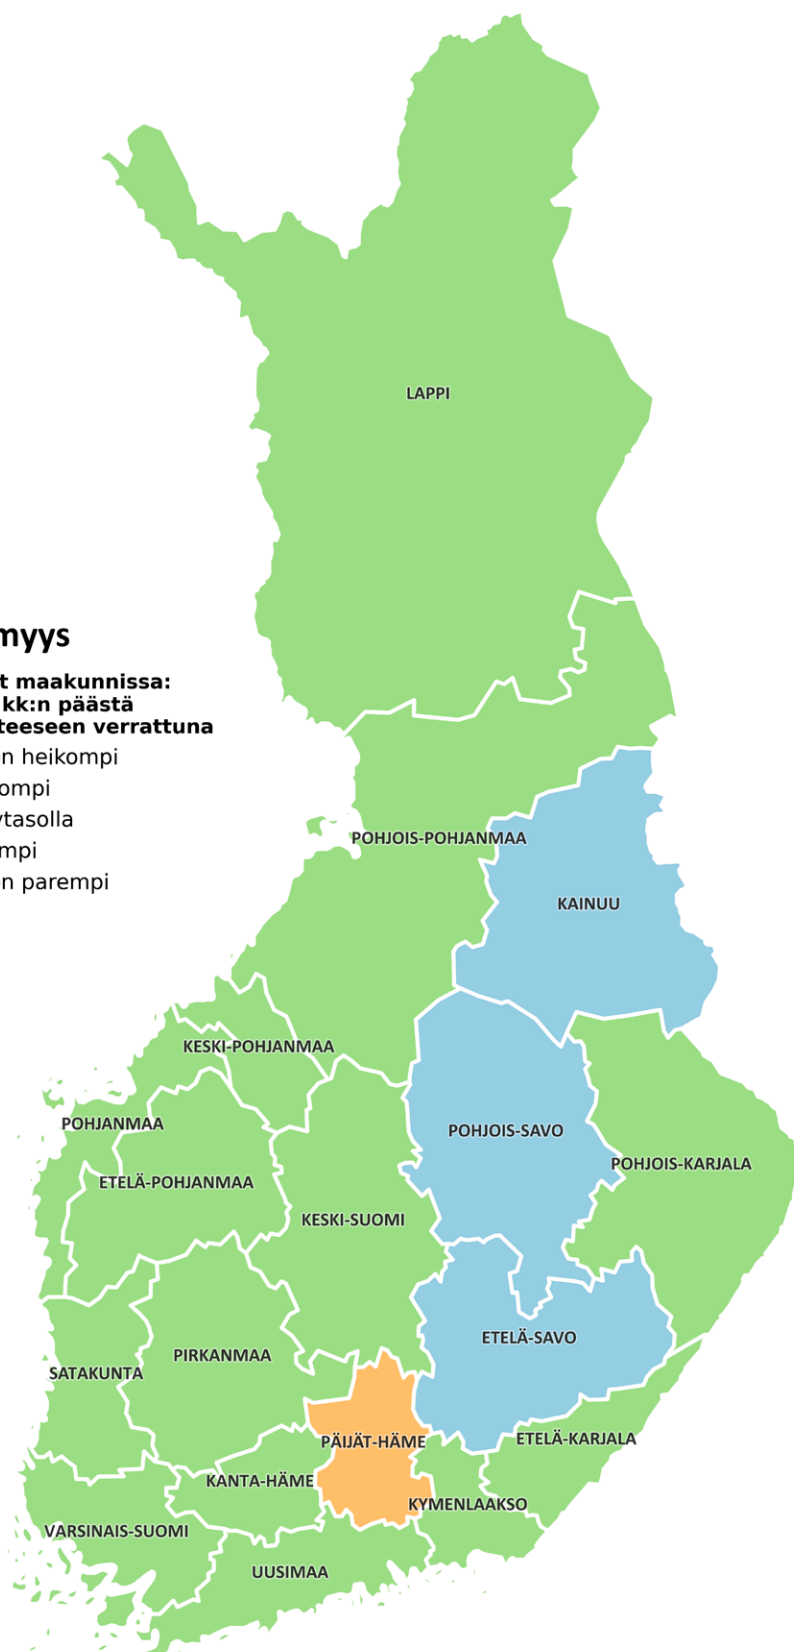 LAPPI
myys
t maakunnissa:
kk:n päästä
teeseen verrattuna
n heikompi
ompi
ytasolla
mpi
n parempi
POHJOIS-POHJANMAA
KAINUU
KESKI-POHJANMAA
POHJANMAA
POHJOIS-SAVO
POHJOIS-KARJALA
ETELÄ-POHJANMAA
KESKI-SUOMI
ETELÄ-SAVO
PIRKANMAA
SATAKUNTA
ETELÄ-KARJALA
PÄIJÄT-HÄME
KANTA-HÄME
KYMENLAAKSO
VARSINAIS-SUOMI
UUSIMAA